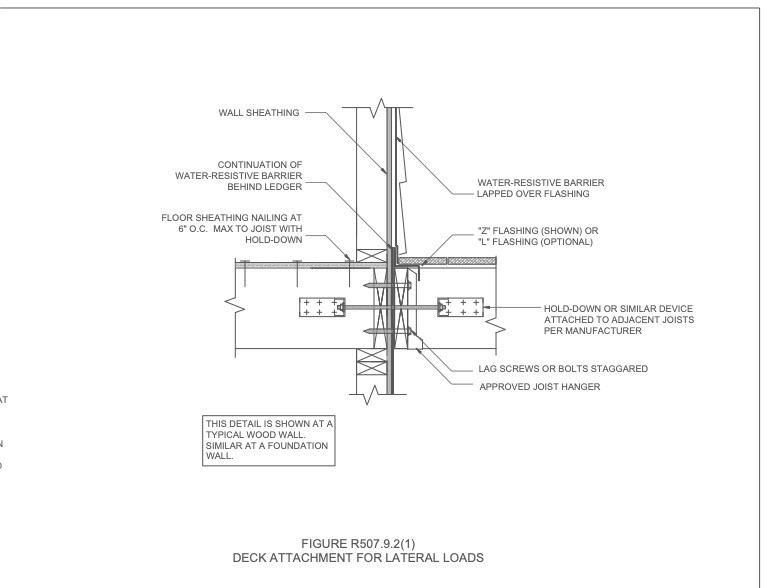 WALL SHEATHING
CONTINUATION OF
WATER-RESISTIVE BARRIER
BEHIND LEDGER
FLOOR SHEATHING NAILING AT
6" O.C. MAX TO JOIST WITH
HOLD-DOWN
WATER-RESISTIVE BARRIER
LAPPED OVER FLASHING
"Z" FLASHING (SHOWN) OR
"L" FLASHING (OPTIONAL)
HOLD-DOWN OR SIMILAR DEVICE
ATTACHED TO ADJACENT JOISTS
PER MANUFACTURER
LAG SCREWS OR BOLTS STAGGARED
APPROVED JOIST HANGER
AT
N
THIS DETAIL IS SHOWN AT A
TYPICAL WOOD WALL.
SIMILAR AT A FOUNDATION
WALL.
FIGURE R507.9.2(1)
DECK ATTACHMENT FOR LATERAL LOADS